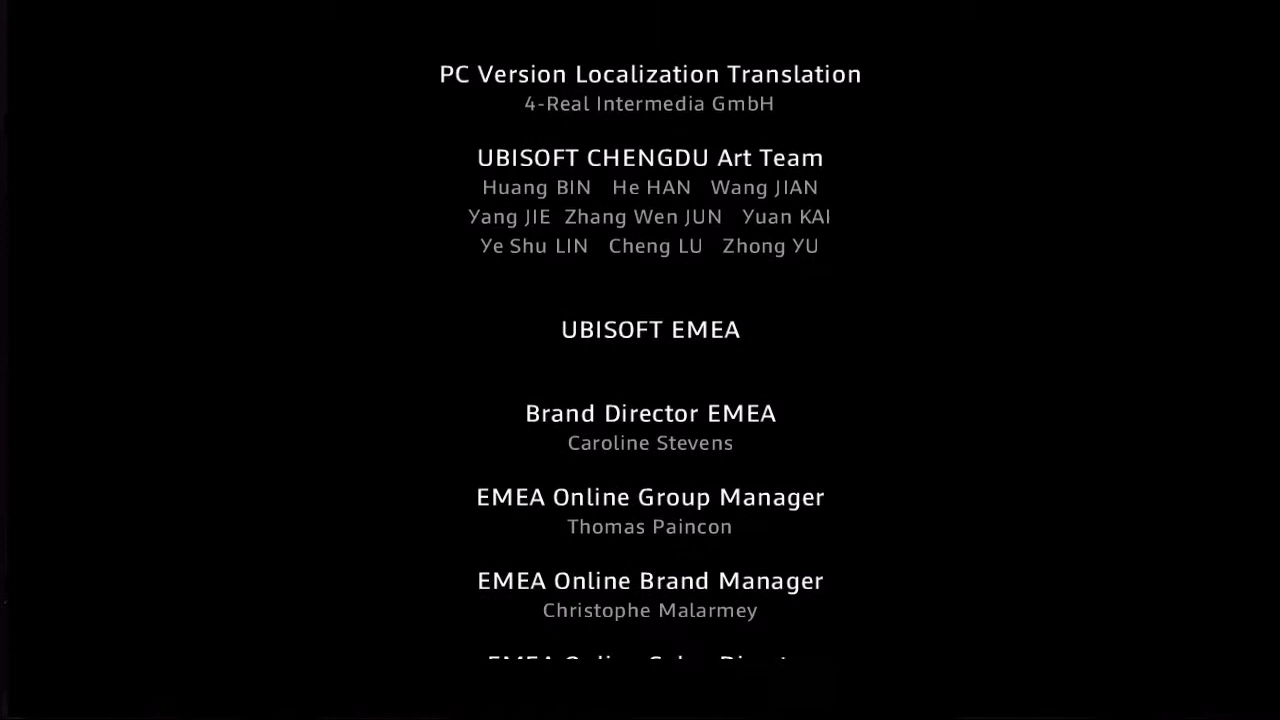 PC Version Localization Translation
4-Real Intermedia GmbH
UBISOFT CHENGDU Art Team
Huang BIN He HAN Wang JIAN
Yang JIE Zhang Wen JUN Yuan KAI
Ye Shu LIN Cheng LU Zhong YU
UBISOFT EMEA
Brand Director EMEA
Caroline Stevens
EMEA Online Group Manager
Thomas Paincon
EMEA Online Brand Manager
Christophe Malarmey
EMEA Online